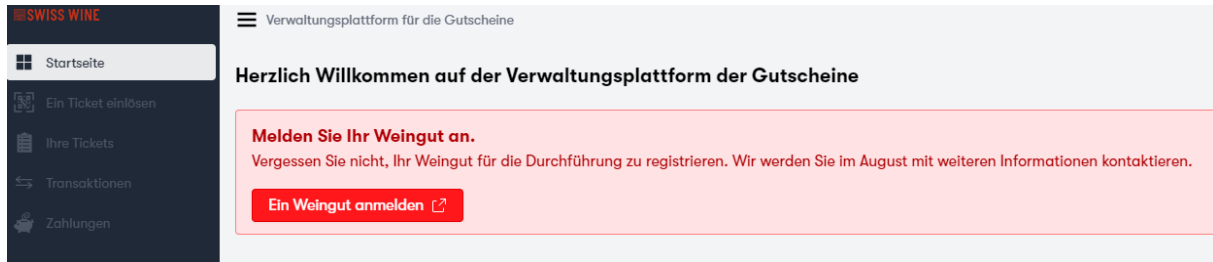 SWISS WINE
Verwaltungsplattform für die Gutscheine
Startseite
Ein Ticket einlösen
Ihre Tickets
Transaktionen
Zahlungen
Herzlich Willkommen auf der Verwaltungsplattform der Gutscheine
Melden Sie Ihr Weingut an.
Vergessen Sie nicht, Ihr Weingut für die Durchführung zu registrieren. Wir werden Sie im August mit weiteren Informationen kontaktieren.
Ein Weingut anmelden